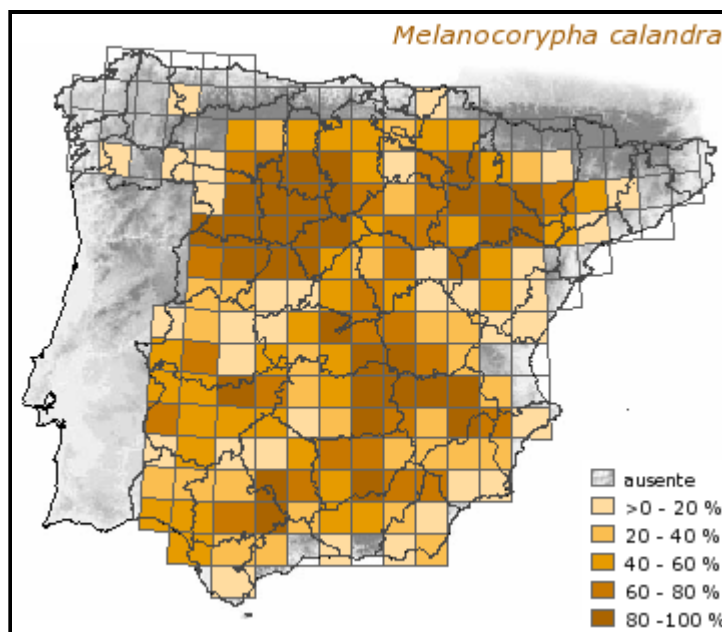 Melanocorypha calandra
ausente
>0 - 20 %
20 - 40 %
40 - 60 %
60 - 80 %
80 -100 %